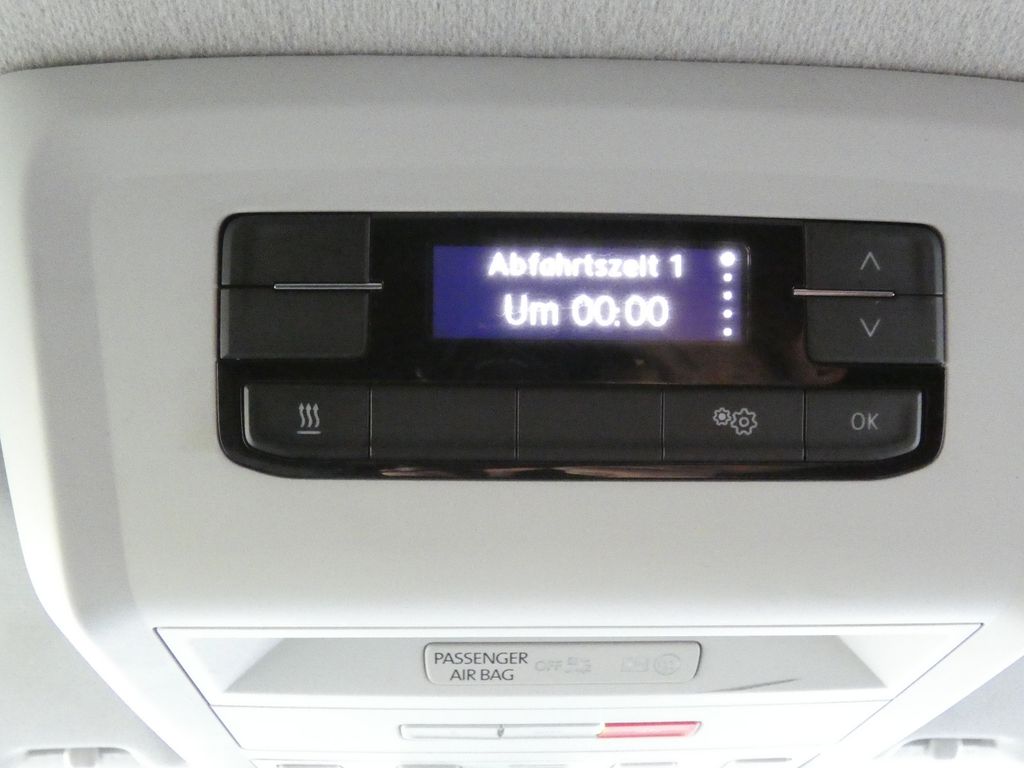 Abfahrtszeit 1
Um 00:00
OK
PASSENGER
AIR BAG
OFF